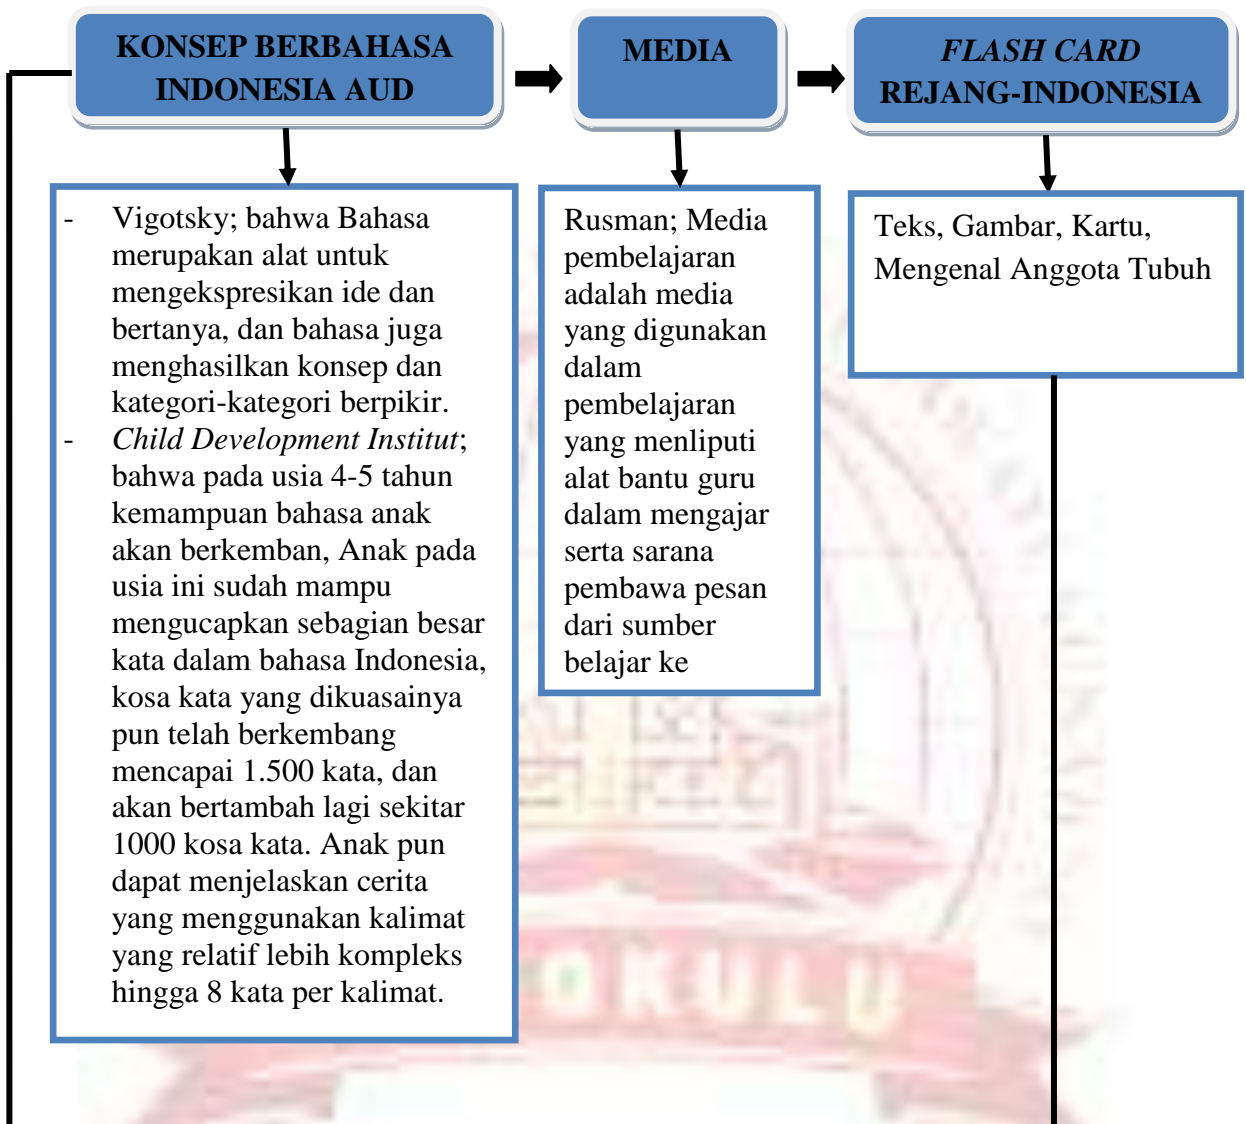 KONSEP BERBAHASA
INDONESIA AUD
MEDIA
FLASH CARD
REJANG-INDONESIA
- Vigotsky; bahwa Bahasa
merupakan alat untuk
mengekspresikan ide dan
bertanya, dan bahasa juga
menghasilkan konsep dan
kategori-kategori berpikir.
- Child Development Institut;
bahwa pada usia 4-5 tahun
kemampuan bahasa anak
akan berkemban, Anak pada
usia ini sudah mampu
mengucapkan sebagian besar
kata dalam bahasa Indonesia,
kosa kata yang dikuasainya
pun telah berkembang
mencapai 1.500 kata, dan
akan bertambah lagi sekitar
1000 kosa kata. Anak pun
dapat menjelaskan cerita
yang menggunakan kalimat
yang relatif lebih kompleks
hingga 8 kata per kalimat.
Rusman; Media
pembelajaran
adalah media
yang digunakan
dalam
pembelajaran
yang menliputi
alat bantu guru
dalam mengajar
serta sarana
pembawa pesan
dari sumber
belajar ke
Teks, Gambar, Kartu,
Mengenal Anggota Tubuh